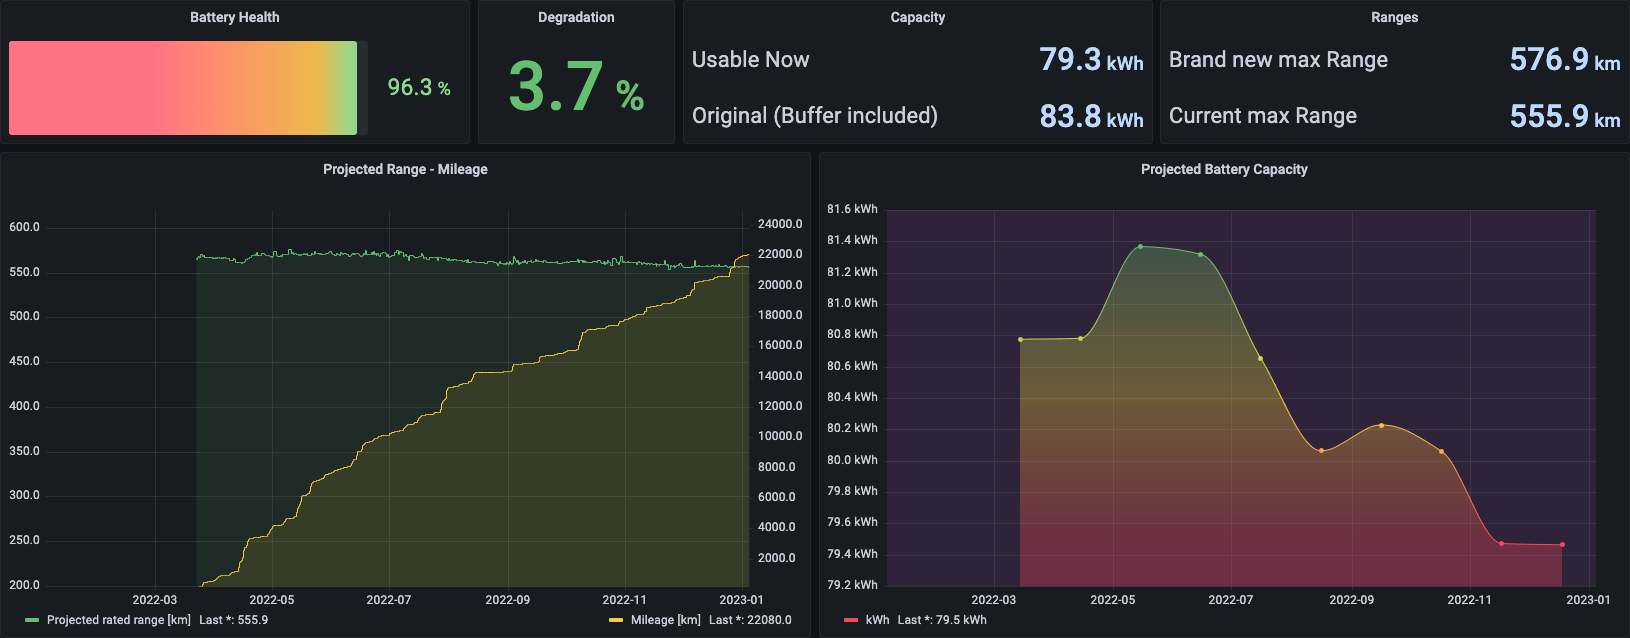 Battery Health
96.3 %
Degradation
3.7 %
Capacity
Usable Now 79.3 kWh
Original (Buffer included) 83.8 kWh
Ranges
Brand new max Range 576.9 km
Current max Range 555.9 km
Projected Range - Mileage
600.0
550.0
500.0
450.0
400.0
350.0
300.0
250.0
200.0
24000.0
22000.0
20000.0
18000.0
16000.0
14000.0
12000.0
10000.0
8000.0
6000.0
4000.0
2000.0
2022-03 2022-05 2022-07 2022-09 2022-11 2023-01
Projected rated range [km] Last *: 555.9 Mileage [km] Last *: 22080.0
Projected Battery Capacity
81.6 kWh
81.4 kWh
81.2 kWh
81.0 kWh
80.8 kWh
80.6 kWh
80.4 kWh
80.2 kWh
80.0 kWh
79.8 kWh
79.6 kWh
79.4 kWh
79.2 kWh
2022-03 2022-05 2022-07 2022-09 2022-11 2023-01
kWh Last *: 79.5 kWh